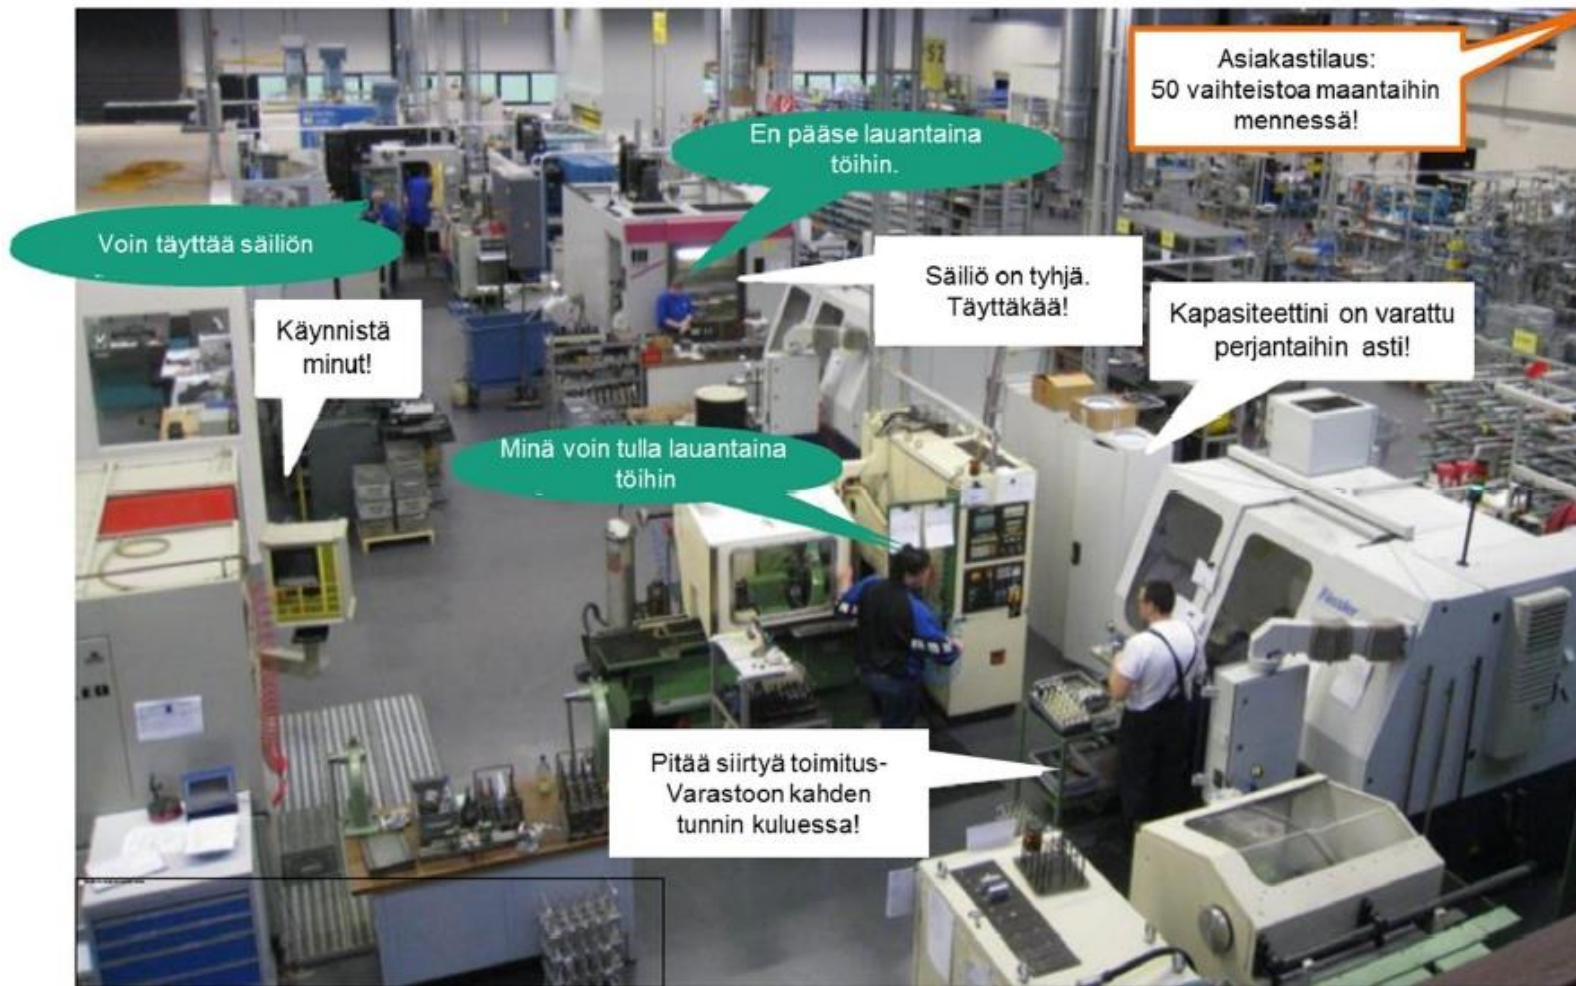 Asiakastilaus:
50 vaihteistoa maantaihin
mennessä!
En pääse lauantaina
töihin.
Voin täyttää säiliön
Säiliö on tyhjä.
Täyttäkää!
Käynnistä
minut!
Kapasiteettini on varattu
perjantaihin asti!
Minä voin tulla lauantaina
töihin
Pitää siirtyä toimitus-
Varastoon kahden
tunnin kuluessa!
52